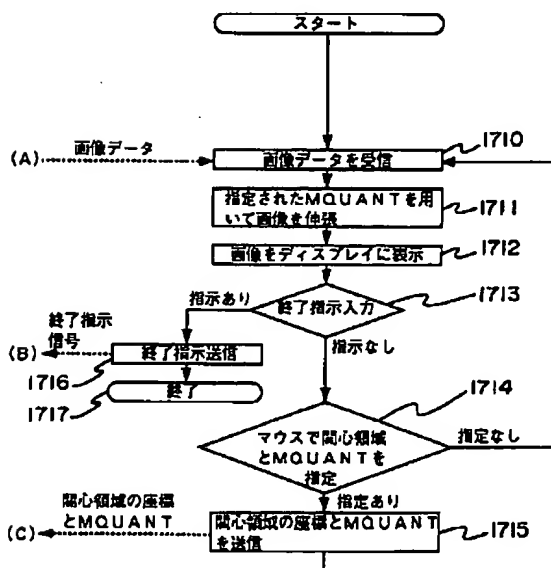 スタート
画像データ
(A)
画像データを受信
1710
指定されたMQUANTを用
いて画像を伸張
1711
画像をディスプレイに表示
1712
指示あり
終了指示入力
1713
終了指示
信号
(B)
終了指示送信
1716
指示なし
終了
1717
1714
マウスで関心領域
とMQUANTを
指定
指定なし
関心領域の座標
とMQUANT
指定あり
(C)
関心領域の座標とMQUANT
を送信
1715